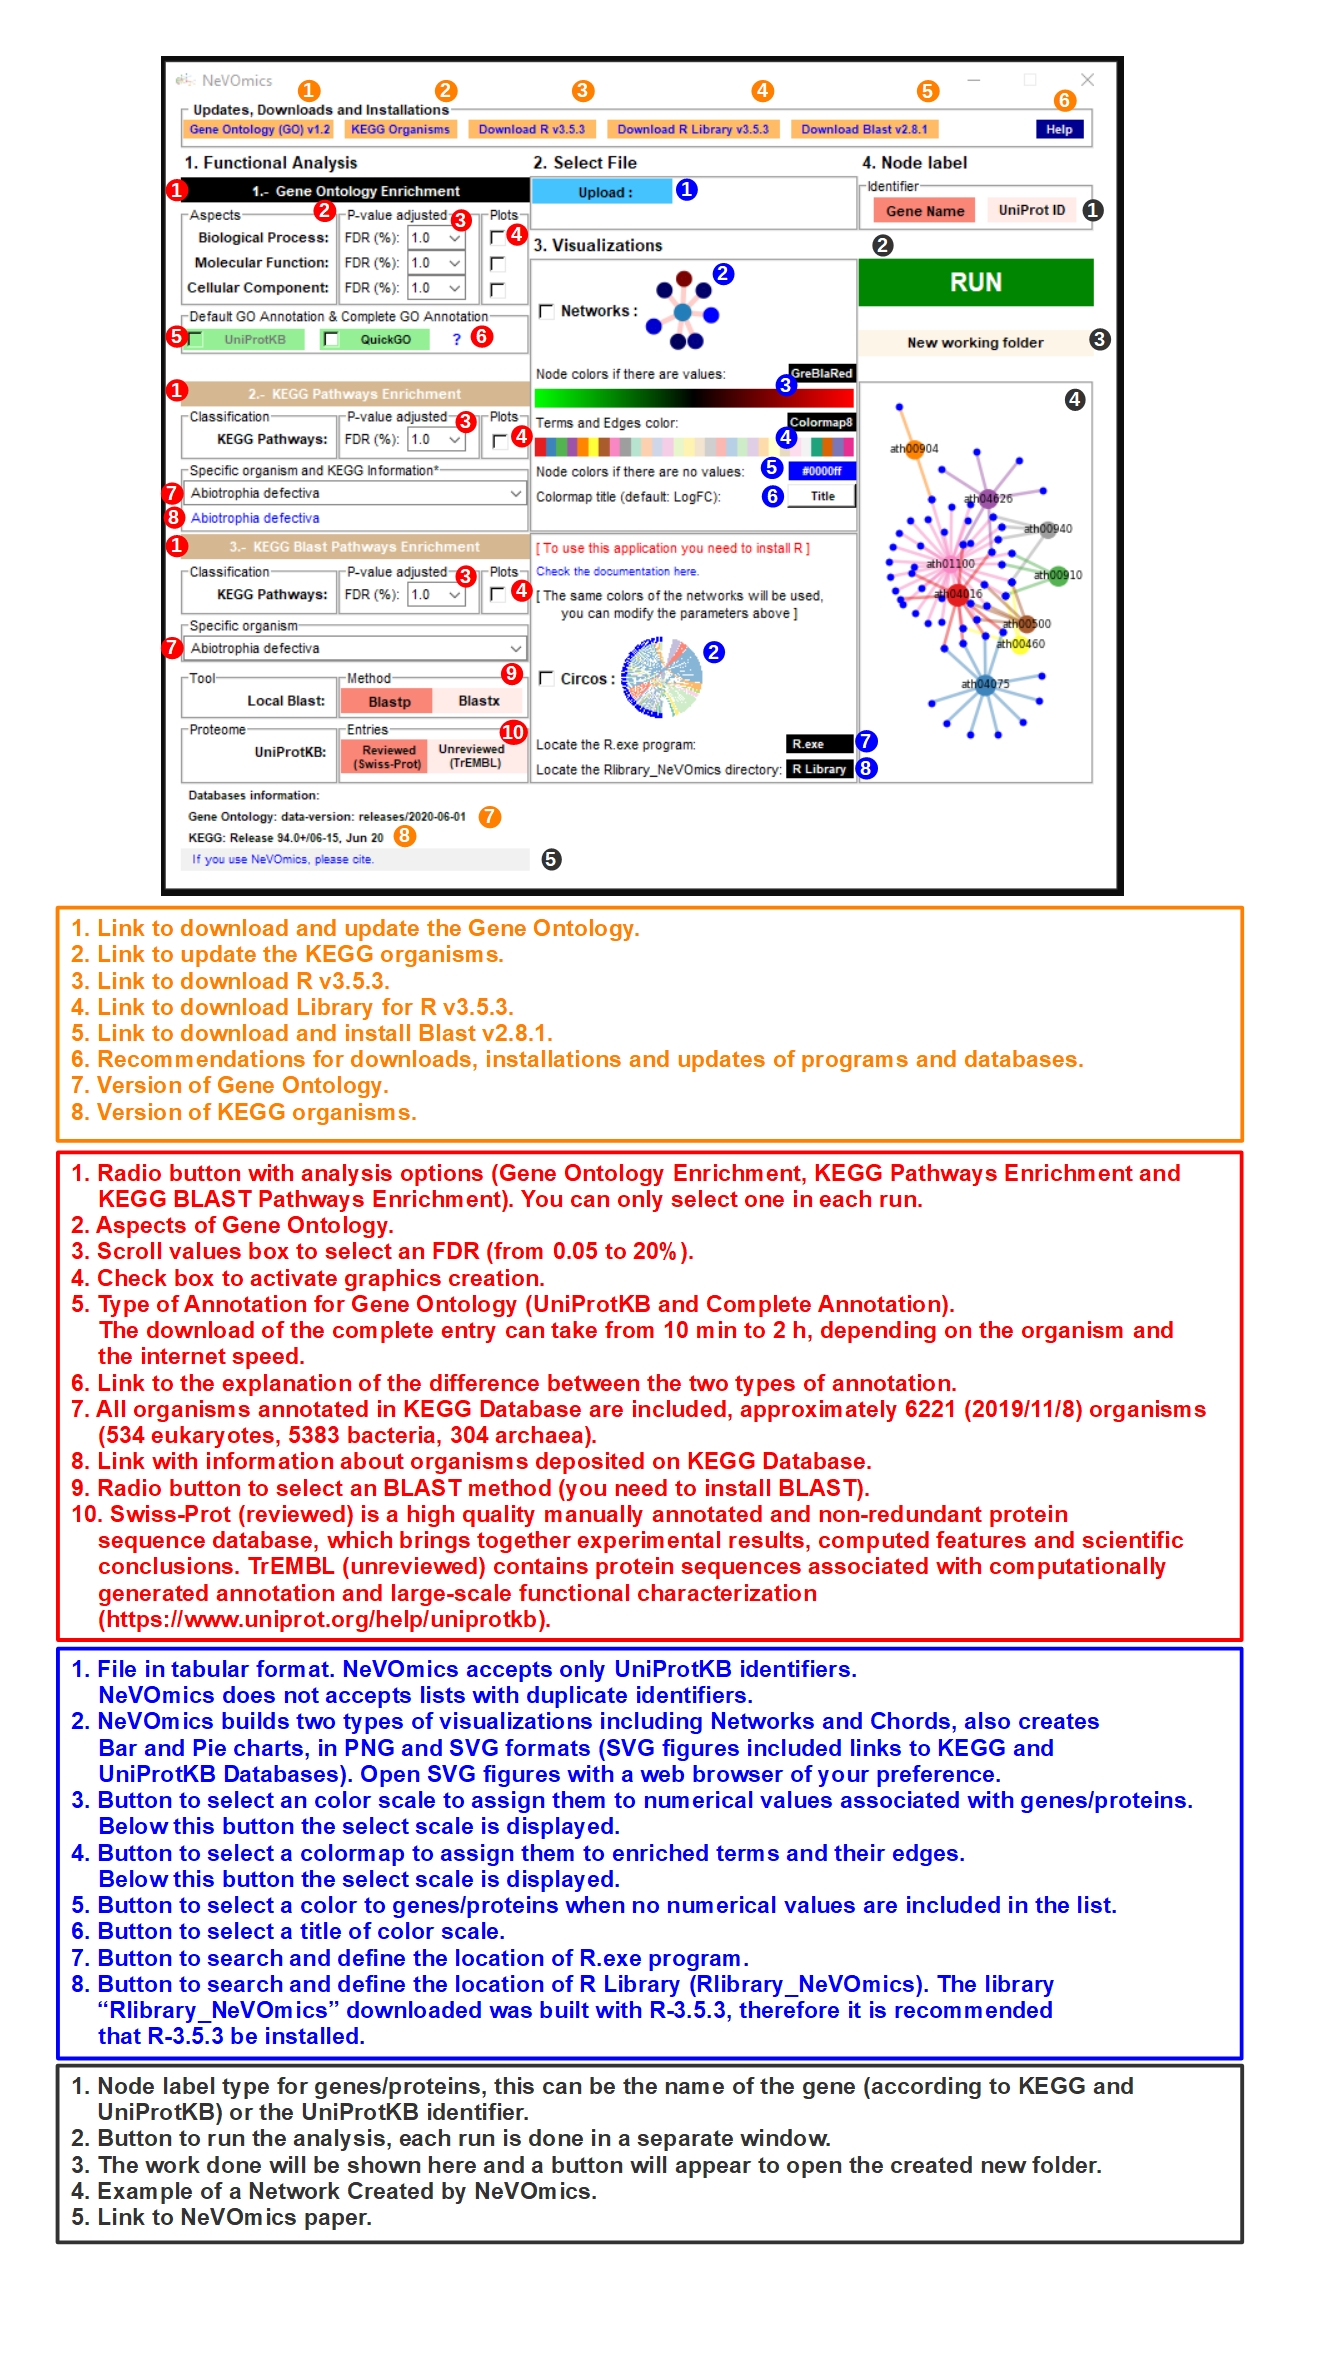 NeVOmics
1 2 3 4 5 6
Updates, Downloads and Installations
Gene Ontology (GO) v1.2 KEGG Organisms Download R v3.5.3 Download R Library v3.5.3 Download Blast v2.8.1 Help
1. Functional Analysis 2. Select File 4. Node label
1 1.- Gene Ontology Enrichment Upload : 1 Identifier
Gene Name UniProt ID 1
Aspects 2 P-value adjusted 3 Plots
Biological Process: FDR (%): 1.0 4
Molecular Function: FDR (%): 1.0
Cellular Component: FDR (%): 1.0
Default GO Annotation & Complete GO Annotation
5 UniProtKB QuickGO ? 6
1 2.- KEGG Pathways Enrichment
Classification P-value adjusted 3 Plots
KEGG Pathways: FDR (%): 1.0 4
Specific organism and KEGG Information*
7 Abiotrophia defectiva
8 Abiotrophia defectiva
1 3.- KEGG Blast Pathways Enrichment
Classification P-value adjusted 3 Plots
KEGG Pathways: FDR (%): 1.0 4
Specific organism
7 Abiotrophia defectiva
Tool Method 9
Local Blast: Blastp Blastx
Proteome Entries 10
UniProtKB: Reviewed (Swiss-Prot) Unreviewed (TrEMBL)
Databases information:
Gene Ontology: data-version: releases/2020-06-01 7
KEGG: Release 94.0+/06-15, Jun 20 8
If you use NeVOmics, please cite. 5
3. Visualizations
2
Networks :
Node colors if there are values: 3 GreBlaRed
Terms and Edges color: Colormap8
4
Node colors if there are no values: 5 #0000ff
Colormap title (default: LogFC): 6 Title
[ To use this application you need to install R ]
Check the documentation here.
[ The same colors of the networks will be used,
you can modify the parameters above ]
Circos : 2
Locate the R.exe program: R.exe 7
Locate the Rlibrary_NeVOmics directory: R Library 8
2
RUN
New working folder 3
4
ath00904
ath04626
ath00940
ath01100
ath00910
ath04016
ath00500
ath00460
ath04075
1. Link to download and update the Gene Ontology.
2. Link to update the KEGG organisms.
3. Link to download R v3.5.3.
4. Link to download Library for R v3.5.3.
5. Link to download and install Blast v2.8.1.
6. Recommendations for downloads, installations and updates of programs and databases.
7. Version of Gene Ontology.
8. Version of KEGG organisms.
1. Radio button with analysis options (Gene Ontology Enrichment, KEGG Pathways Enrichment and
KEGG BLAST Pathways Enrichment). You can only select one in each run.
2. Aspects of Gene Ontology.
3. Scroll values box to select an FDR (from 0.05 to 20%).
4. Check box to activate graphics creation.
5. Type of Annotation for Gene Ontology (UniProtKB and Complete Annotation).
The download of the complete entry can take from 10 min to 2 h, depending on the organism and
the internet speed.
6. Link to the explanation of the difference between the two types of annotation.
7. All organisms annotated in KEGG Database are included, approximately 6221 (2019/11/8) organisms
(534 eukaryotes, 5383 bacteria, 304 archaea).
8. Link with information about organisms deposited on KEGG Database.
9. Radio button to select an BLAST method (you need to install BLAST).
10. Swiss-Prot (reviewed) is a high quality manually annotated and non-redundant protein
sequence database, which brings together experimental results, computed features and scientific
conclusions. TrEMBL (unreviewed) contains protein sequences associated with computationally
generated annotation and large-scale functional characterization
(https://www.uniprot.org/help/uniprotkb).
1. File in tabular format. NeVOmics accepts only UniProtKB identifiers.
NeVOmics does not accepts lists with duplicate identifiers.
2. NeVOmics builds two types of visualizations including Networks and Chords, also creates
Bar and Pie charts, in PNG and SVG formats (SVG figures included links to KEGG and
UniProtKB Databases). Open SVG figures with a web browser of your preference.
3. Button to select an color scale to assign them to numerical values associated with genes/proteins.
Below this button the select scale is displayed.
4. Button to select a colormap to assign them to enriched terms and their edges.
Below this button the select scale is displayed.
5. Button to select a color to genes/proteins when no numerical values are included in the list.
6. Button to select a title of color scale.
7. Button to search and define the location of R.exe program.
8. Button to search and define the location of R Library (Rlibrary_NeVOmics). The library
“Rlibrary_NeVOmics” downloaded was built with R-3.5.3, therefore it is recommended
that R-3.5.3 be installed.
1. Node label type for genes/proteins, this can be the name of the gene (according to KEGG and
UniProtKB) or the UniProtKB identifier.
2. Button to run the analysis, each run is done in a separate window.
3. The work done will be shown here and a button will appear to open the created new folder.
4. Example of a Network Created by NeVOmics.
5. Link to NeVOmics paper.